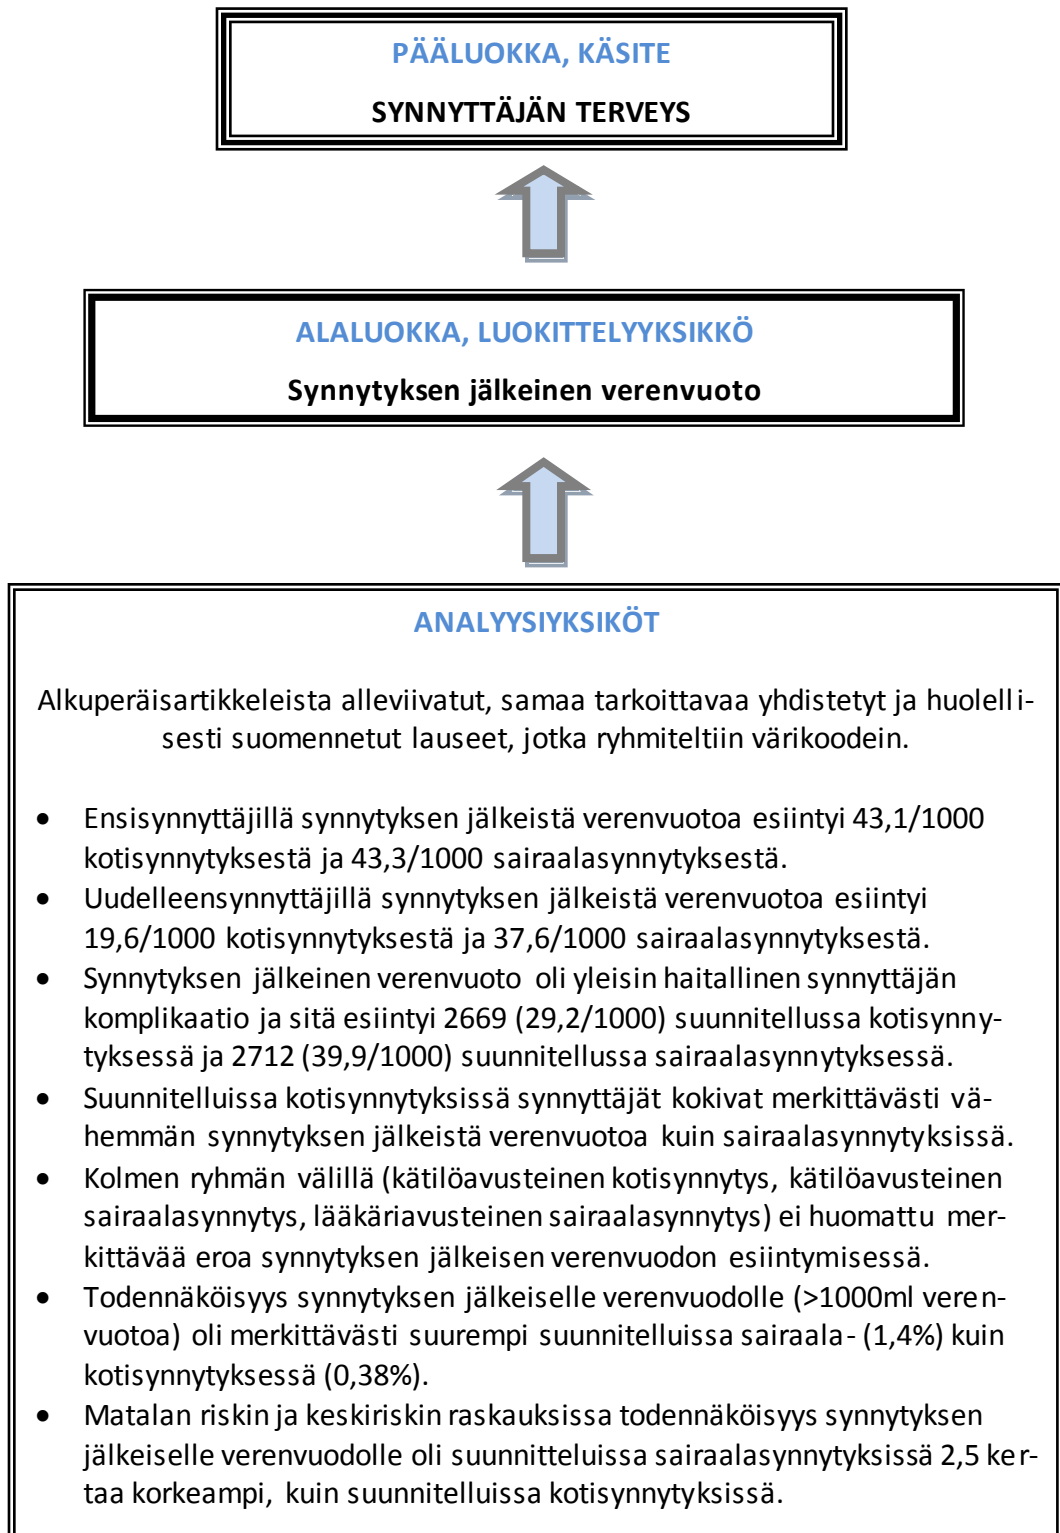 PÄÄLUOKKA, KÄSITE
SYNNYTTÄJÄN TERVEYS
ALALUOKKA, LUOKITTELYYKSIKKÖ
Synnytyksen jälkeinen verenvuoto
ANALYYSIYKSIKÖT
Alkuperäisartikkeleista alleviivatut, samaa tarkoittavaa yhdistetyt ja huolelli-
sesti suomennetut lauseet, jotka ryhmiteltiin värikoodein.
• Ensisynnyttäjillä synnytyksen jälkeistä verenvuotoa esiintyi 43,1/1000
kotisynnytyksestä ja 43,3/1000 sairaalasynnytyksestä.
• Uudelleensynnyttäjillä synnytyksen jälkeistä verenvuotoa esiintyi
19,6/1000 kotisynnytyksestä ja 37,6/1000 sairaalasynnytyksestä.
• Synnytyksen jälkeinen verenvuoto oli yleisin haitallinen synnyttäjän
komplikaatio ja sitä esiintyi 2669 (29,2/1000) suunnitellussa kotisynny-
tyksessä ja 2712 (39,9/1000) suunnitellussa sairaalasynnytyksessä.
• Suunnitelluissa kotisynnytyksissä synnyttäjät kokivat merkittävästi vä-
hemmän synnytyksen jälkeistä verenvuotoa kuin sairaalasynnytyksissä.
• Kolmen ryhmän välillä (kätilöavusteinen kotisynnytys, kätilöavusteinen
sairaalasynnytys, lääkäriavusteinen sairaalasynnytys) ei huomattu mer-
kittävää eroa synnytyksen jälkeisen verenvuodon esiintymisessä.
• Todennäköisyys synnytyksen jälkeiselle verenvuodolle (>1000ml veren-
vuotoa) oli merkittävästi suurempi suunnitelluissa sairaala- (1,4%) kuin
kotisynnytyksessä (0,38%).
• Matalan riskin ja keskiriskin raskauksissa todennäköisyys synnytyksen
jälkeiselle verenvuodolle oli suunnitteluissa sairaalasynnytyksissä 2,5 ker-
taa korkeampi, kuin suunnitelluissa kotisynnytyksissä.